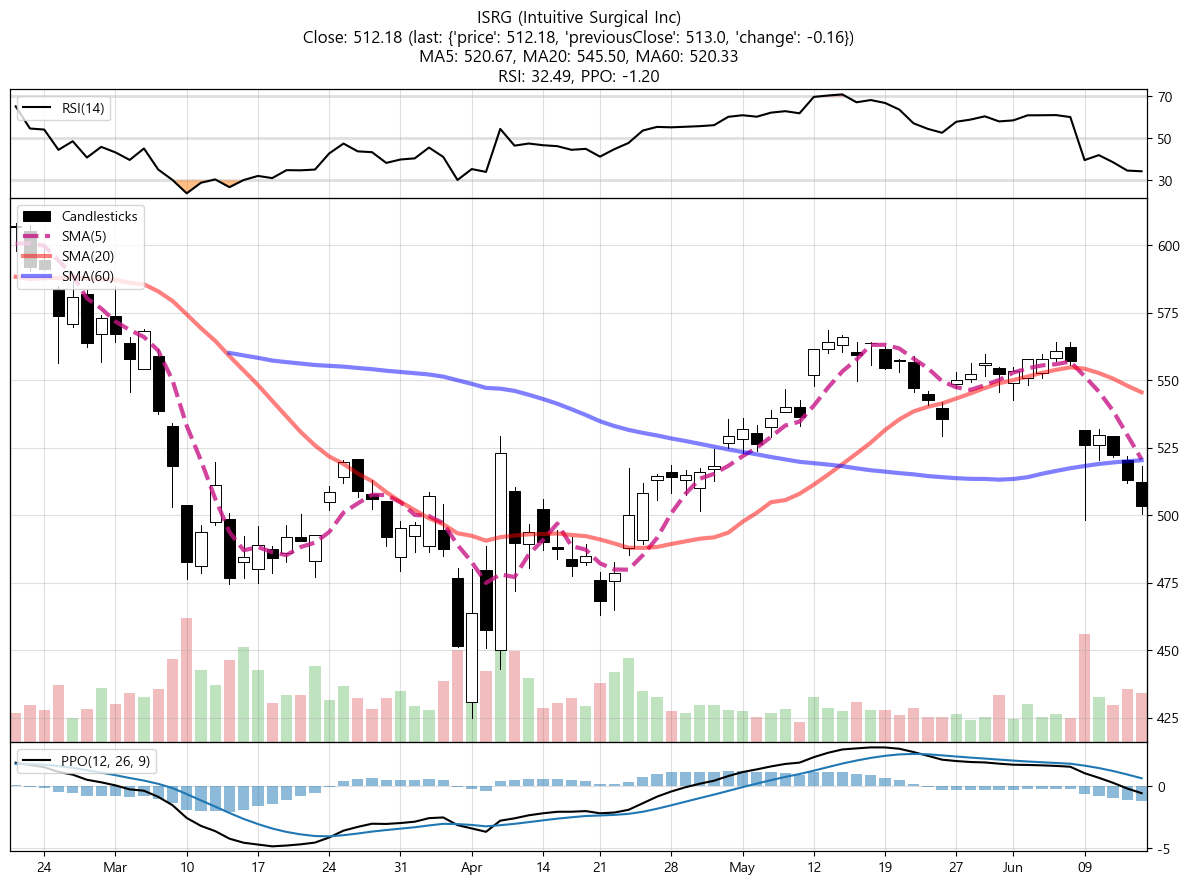 ISRG (Intuitive Surgical Inc)
Close: 512.18 (last: {'price': 512.18, 'previousClose': 513.0, 'change': -0.16})
MA5: 520.67, MA20: 545.50, MA60: 520.33
RSI: 32.49, PPO: -1.20
RSI(14)
70
50
30
Candlesticks
SMA(5)
SMA(20)
SMA(60)
600
575
550
525
500
475
450
425
PPO(12, 26, 9)
0
-5
24 Mar 10 17 24 31 Apr 14 21 28 May 12 19 27 Jun 09